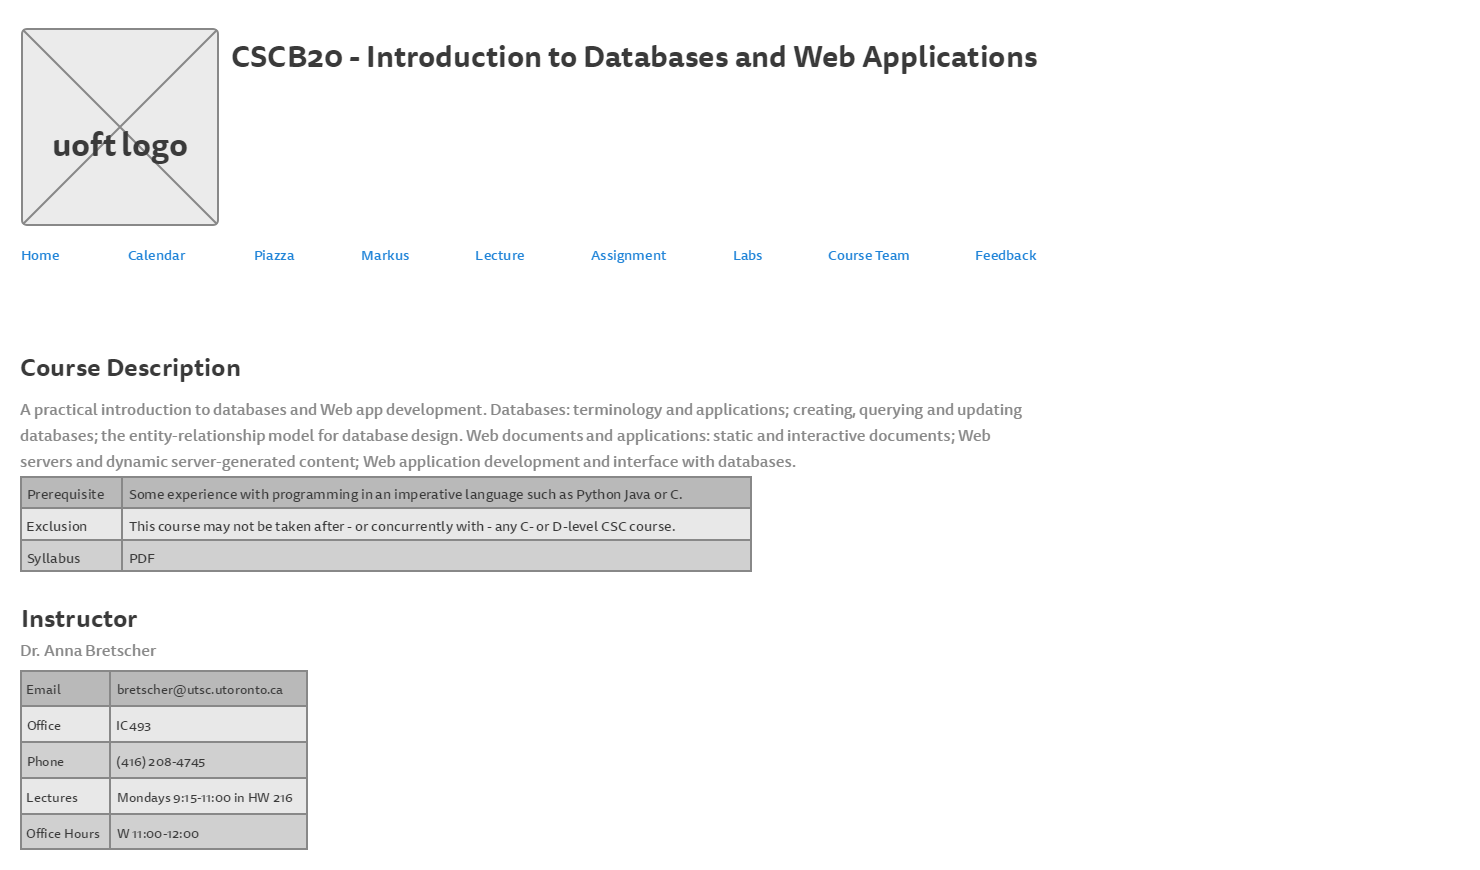 CSCB20 - Introduction to Databases and Web Applications
uoft logo
Home Calendar Piazza Markus Lecture Assignment Labs Course Team Feedback
Course Description
A practical introduction to databases and Web app development. Databases: terminology and applications; creating, querying and updating
databases; the entity-relationship model for database design. Web documents and applications: static and interactive documents; Web
servers and dynamic server-generated content; Web application development and interface with databases.
Prerequisite Some experience with programming in an imperative language such as Python Java or C.
Exclusion This course may not be taken after - or concurrently with - any C- or D-level CSC course.
Syllabus PDF
Instructor
Dr. Anna Bretscher
Email bretscher@utsc.utoronto.ca
Office IC493
Phone (416) 208-4745
Lectures Mondays 9:15-11:00 in HW 216
Office Hours W 11:00-12:00